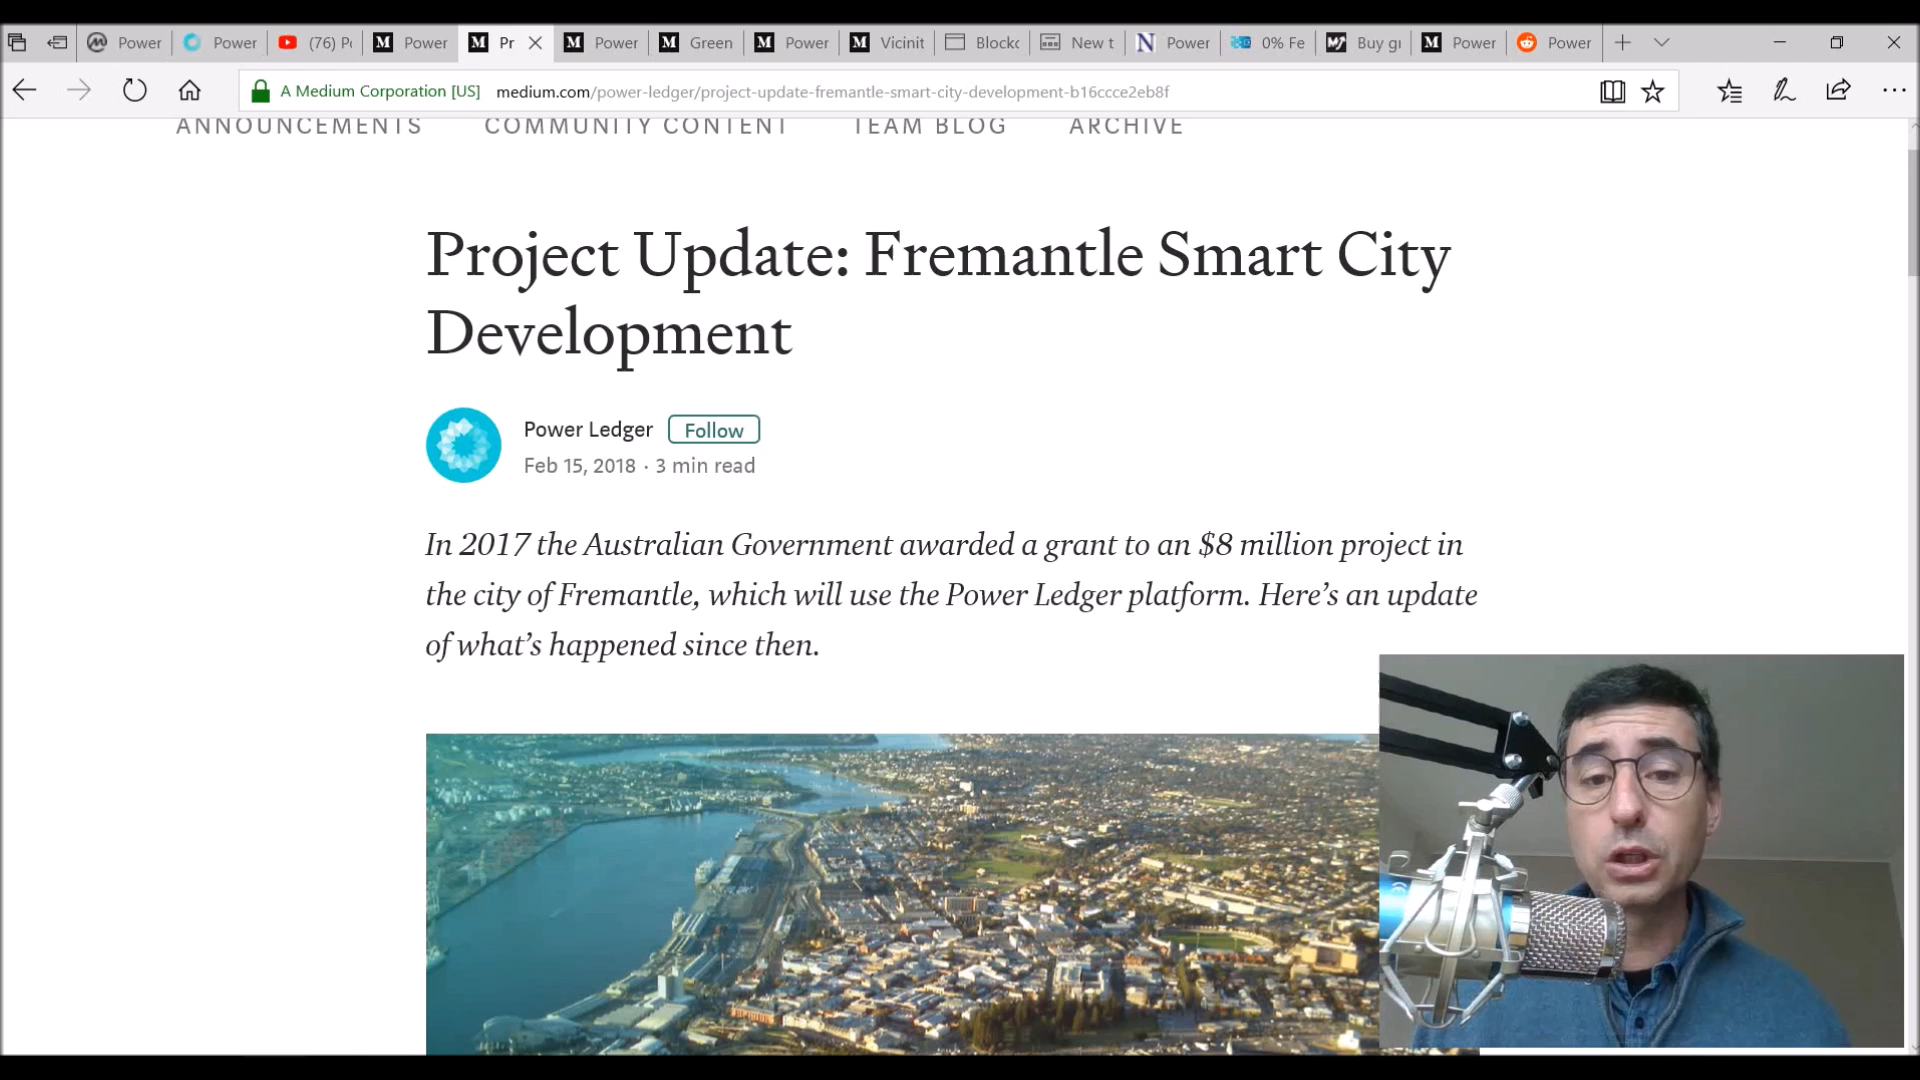 Power
Power
(76) P
Power
Pr
Power
Green
Power
Vicinit
Blockc
New t
Power
0% Fe
Buy gr
Power
Power
A Medium Corporation [US]
medium.com/power-ledger/project-update-fremantle-smart-city-development-b16ccce2eb8f
ANNOUNCEMENTS
COMMUNITY CONTENT
TEAM BLOG
ARCHIVE
Project Update: Fremantle Smart City
Development
Power Ledger
Follow
Feb 15, 2018 · 3 min read
In 2017 the Australian Government awarded a grant to an $8 million project in
the city of Fremantle, which will use the Power Ledger platform. Here’s an update
of what’s happened since then.